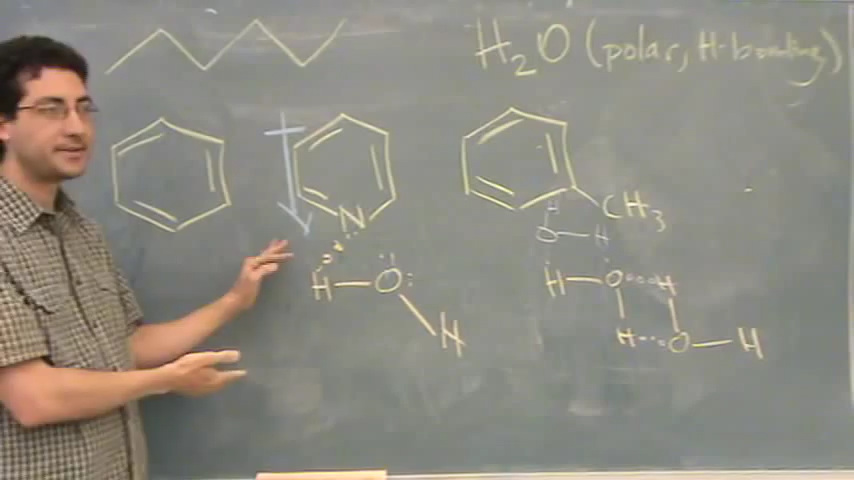 H2O (polar, H-bonding)
N
CH3
H
O H
H O :
H O H
H
H O H